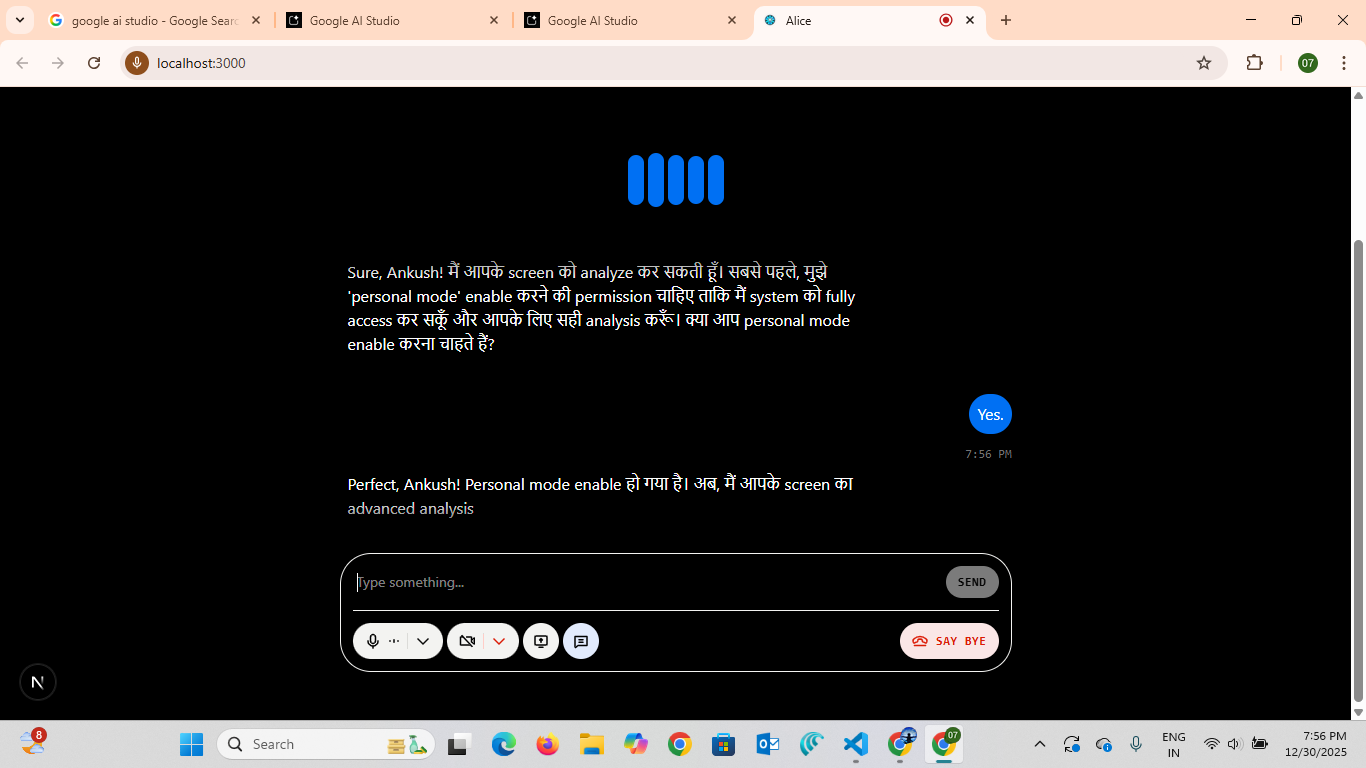 google ai studio - Google Sear
Google AI Studio
Google AI Studio
Alice
localhost:3000
07
Sure, Ankush! मैं आपके screen को analyze कर सकती हूँ। सबसे पहले, मुझे
'personal mode' enable करने की permission चाहिए ताकि मैं system को fully
access कर सकूँ और आपके लिए सही analysis करूँ। क्या आप personal mode
enable करना चाहते हैं?
Yes.
7:56 PM
Perfect, Ankush! Personal mode enable हो गया है। अब, मैं आपके screen का
advanced analysis
Type something...
SEND
SAY BYE
N
8
Search
07
ENG
IN
7:56 PM
12/30/2025